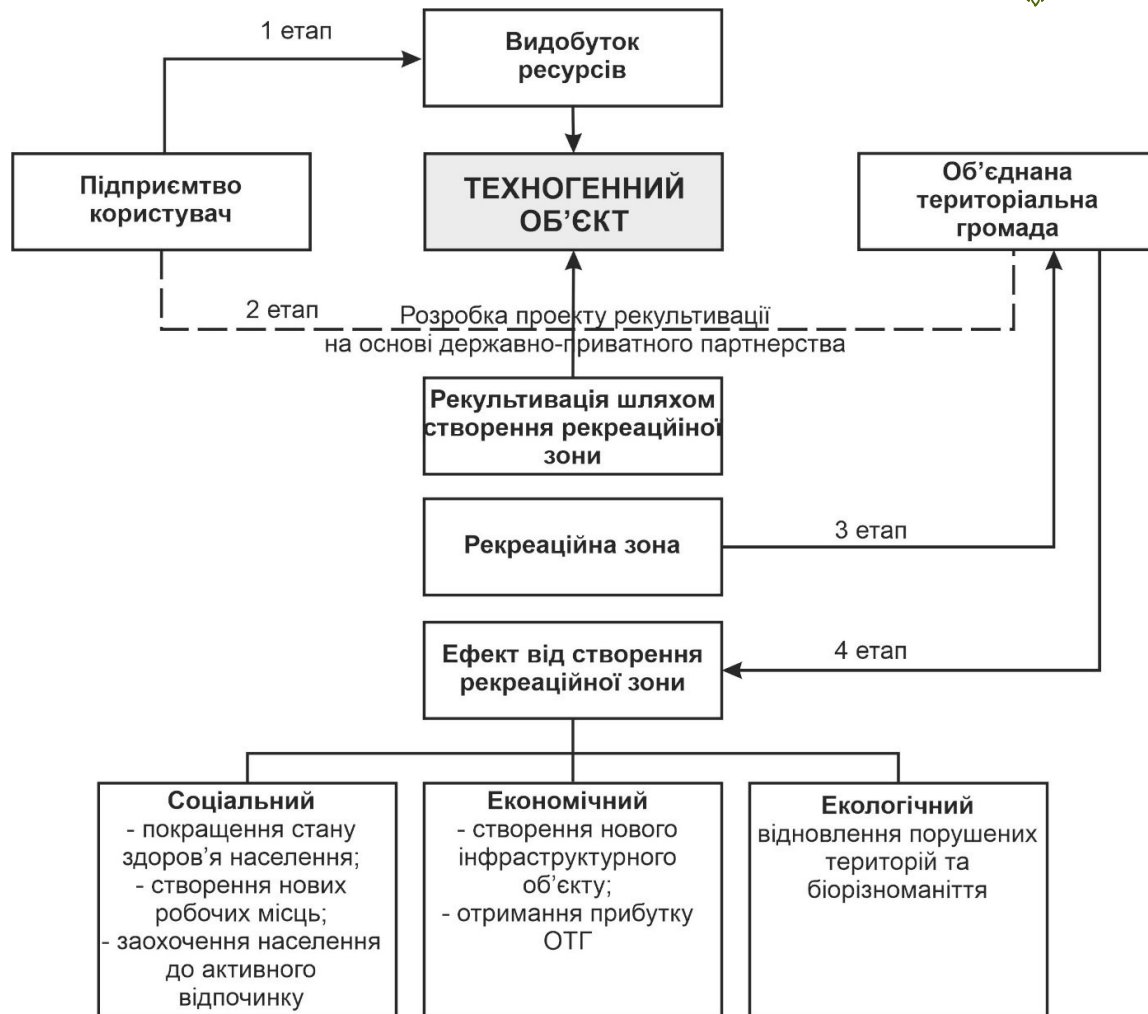 1 етап
Видобуток
ресурсів
Підприємтво
користувач
ТЕХНОГЕННИЙ
ОБ’ЄКТ
Об’єднана
територіальна
громада
2 етап
Розробка проекту рекультивації
на основі державно-приватного партнерства
Рекультивація шляхом
створення рекреацйіної
зони
Рекреаційна зона
3 етап
Ефект від створення
рекреаційної зони
4 етап
Соціальний
- покращення стану
здоров’я населення;
- створення нових
робочих місць;
- заохочення населення
до активного
відпочинку
Економічний
- створення нового
інфраструктурного
об’єкту;
- отримання прибутку
ОТГ
Екологічний
відновлення порушених
територій та
біорізноманіття